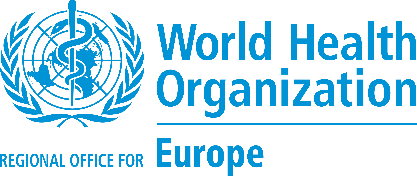 World Health
Organization
REGIONAL OFFICE FOR Europe